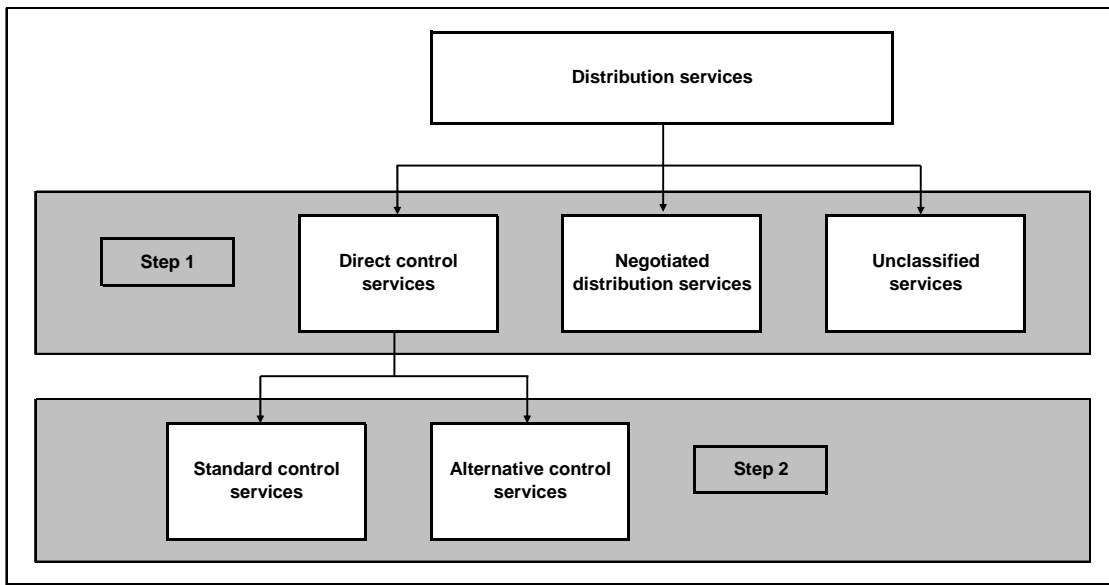 Distribution services
Step 1
Direct control
services
Negotiated
distribution services
Unclassified
services
Standard control
services
Alternative control
services
Step 2